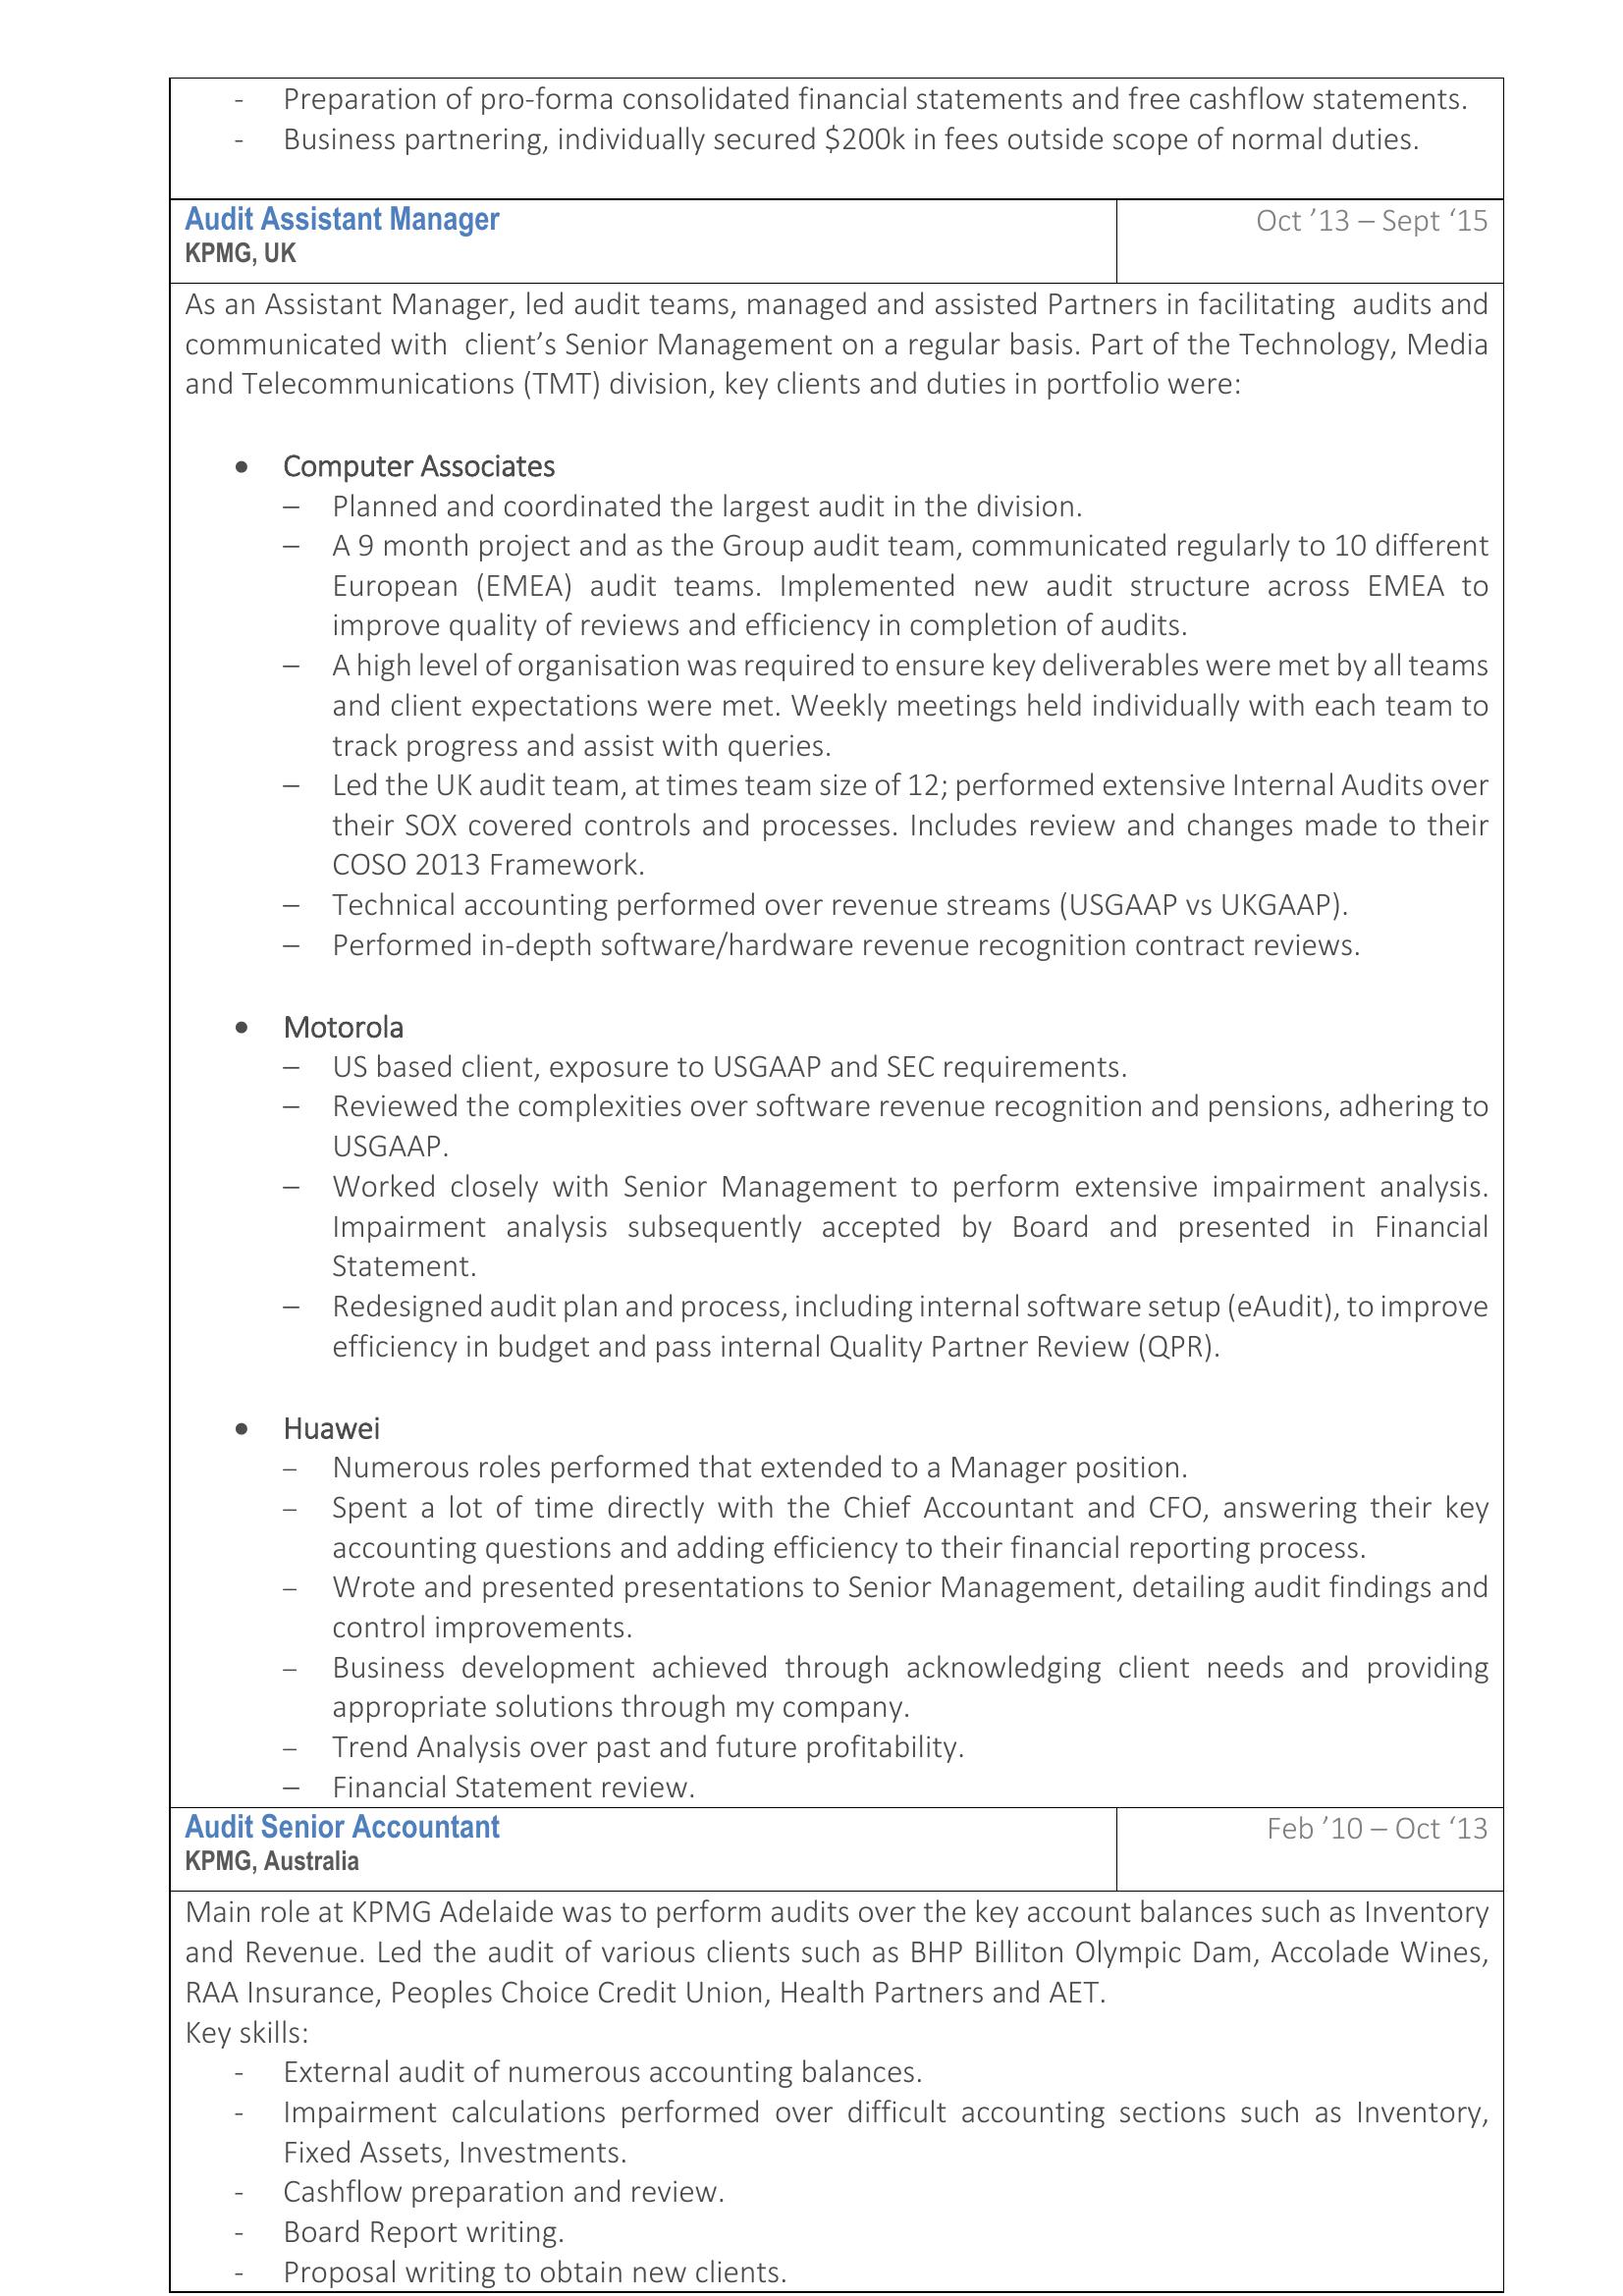 - Preparation of pro-forma consolidated financial statements and free cashflow statements.
- Business partnering, individually secured $200k in fees outside scope of normal duties.
Audit Assistant Manager
Oct ’13 – Sept ‘15
KPMG, UK
As an Assistant Manager, led audit teams, managed and assisted Partners in facilitating audits and
communicated with client’s Senior Management on a regular basis. Part of the Technology, Media
and Telecommunications (TMT) division, key clients and duties in portfolio were:
• Computer Associates
– Planned and coordinated the largest audit in the division.
– A 9 month project and as the Group audit team, communicated regularly to 10 different
European (EMEA) audit teams. Implemented new audit structure across EMEA to
improve quality of reviews and efficiency in completion of audits.
– A high level of organisation was required to ensure key deliverables were met by all teams
and client expectations were met. Weekly meetings held individually with each team to
track progress and assist with queries.
– Led the UK audit team, at times team size of 12; performed extensive Internal Audits over
their SOX covered controls and processes. Includes review and changes made to their
COSO 2013 Framework.
– Technical accounting performed over revenue streams (USGAAP vs UKGAAP).
– Performed in-depth software/hardware revenue recognition contract reviews.
• Motorola
– US based client, exposure to USGAAP and SEC requirements.
– Reviewed the complexities over software revenue recognition and pensions, adhering to
USGAAP.
– Worked closely with Senior Management to perform extensive impairment analysis.
Impairment analysis subsequently accepted by Board and presented in Financial
Statement.
– Redesigned audit plan and process, including internal software setup (eAudit), to improve
efficiency in budget and pass internal Quality Partner Review (QPR).
• Huawei
– Numerous roles performed that extended to a Manager position.
– Spent a lot of time directly with the Chief Accountant and CFO, answering their key
accounting questions and adding efficiency to their financial reporting process.
– Wrote and presented presentations to Senior Management, detailing audit findings and
control improvements.
– Business development achieved through acknowledging client needs and providing
appropriate solutions through my company.
– Trend Analysis over past and future profitability.
– Financial Statement review.
Audit Senior Accountant
Feb ’10 – Oct ‘13
KPMG, Australia
Main role at KPMG Adelaide was to perform audits over the key account balances such as Inventory
and Revenue. Led the audit of various clients such as BHP Billiton Olympic Dam, Accolade Wines,
RAA Insurance, Peoples Choice Credit Union, Health Partners and AET.
Key skills:
- External audit of numerous accounting balances.
- Impairment calculations performed over difficult accounting sections such as Inventory,
Fixed Assets, Investments.
- Cashflow preparation and review.
- Board Report writing.
- Proposal writing to obtain new clients.